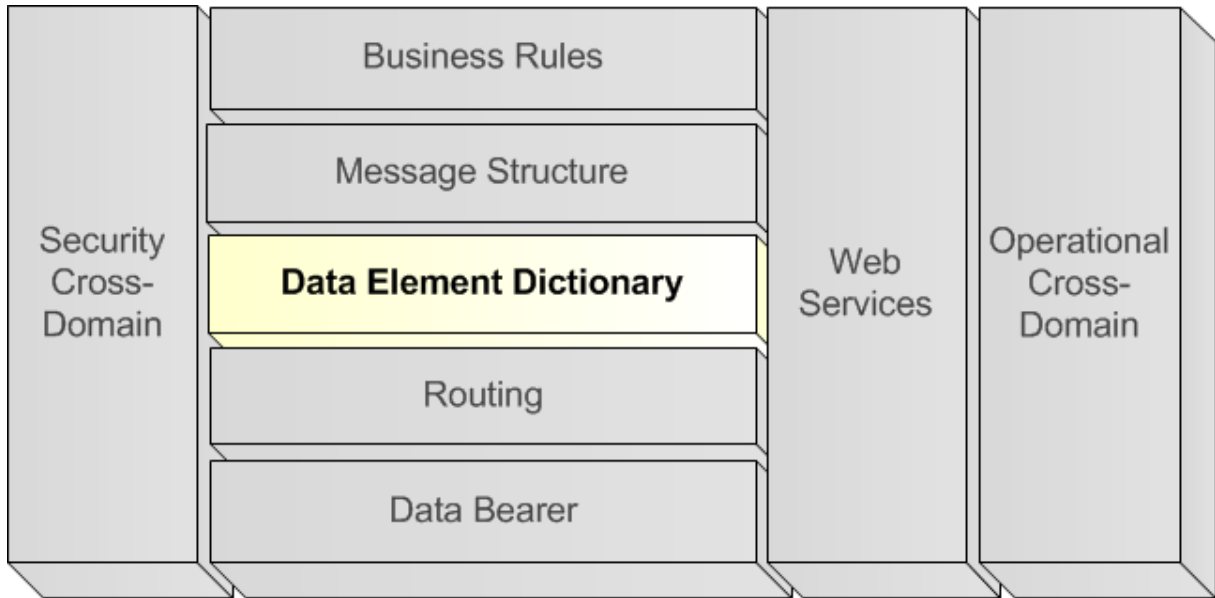 Security
Cross-
Domain
Business Rules
Message Structure
Data Element Dictionary
Routing
Data Bearer
Web
Services
Operational
Cross-
Domain